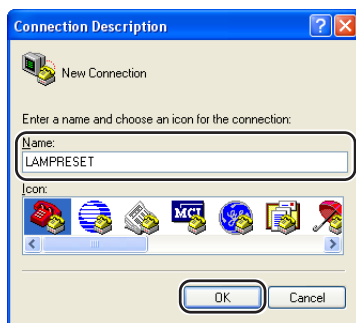 Connection Description
New Connection
Enter a name and choose an icon for the connection:
Name:
LAMPRESET
Icon:
MCI
OK
Cancel